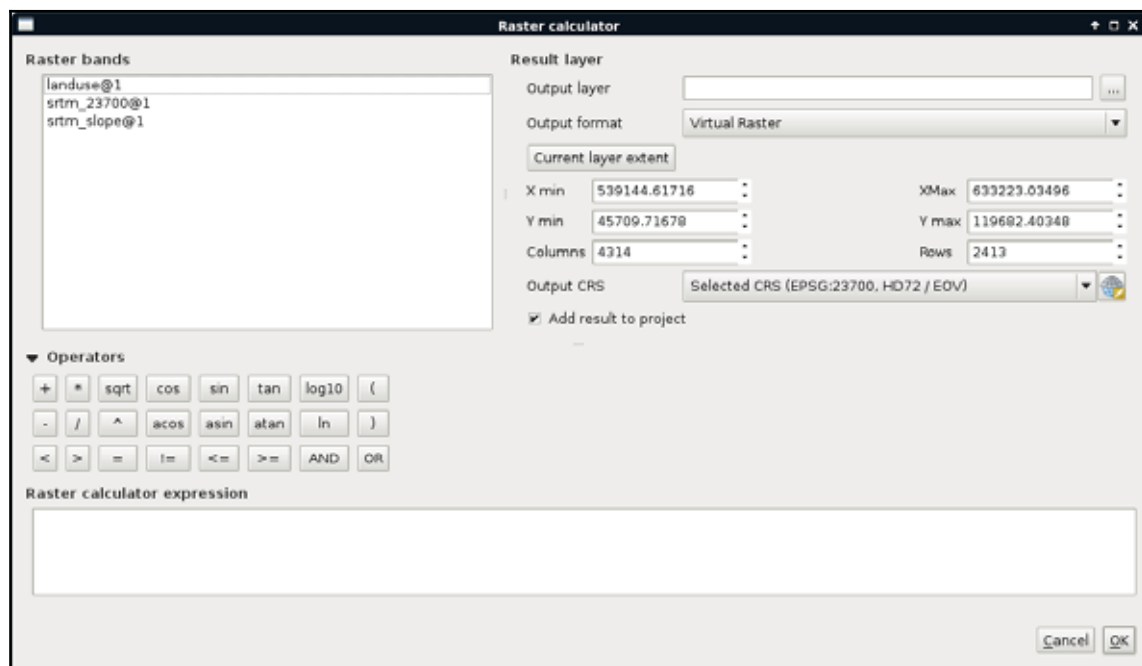 Raster calculator
Raster bands
landuse@1
srtm_23700@1
srtm_slope@1
Result layer
Output layer
...
Output format Virtual Raster
Current layer extent
X min 539144.61716 XMax 633223.03496
Y min 45709.71678 Y max 119682.40348
Columns 4314 Rows 2413
Output CRS Selected CRS (EPSG:23700, HD72 / EOV)
Add result to project
Operators
+ * sqrt cos sin tan log10 (
- / ^ acos asin atan ln )
< > = != <= >= AND OR
Raster calculator expression
Cancel OK